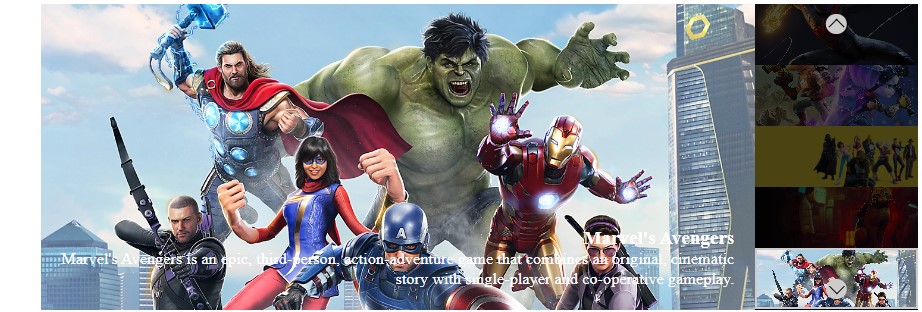 Marvel's Avengers
Marvel's Avengers is an epic, third-person, action-adventure game that combines an original, cinematic
story with single-player and co-operative gameplay.